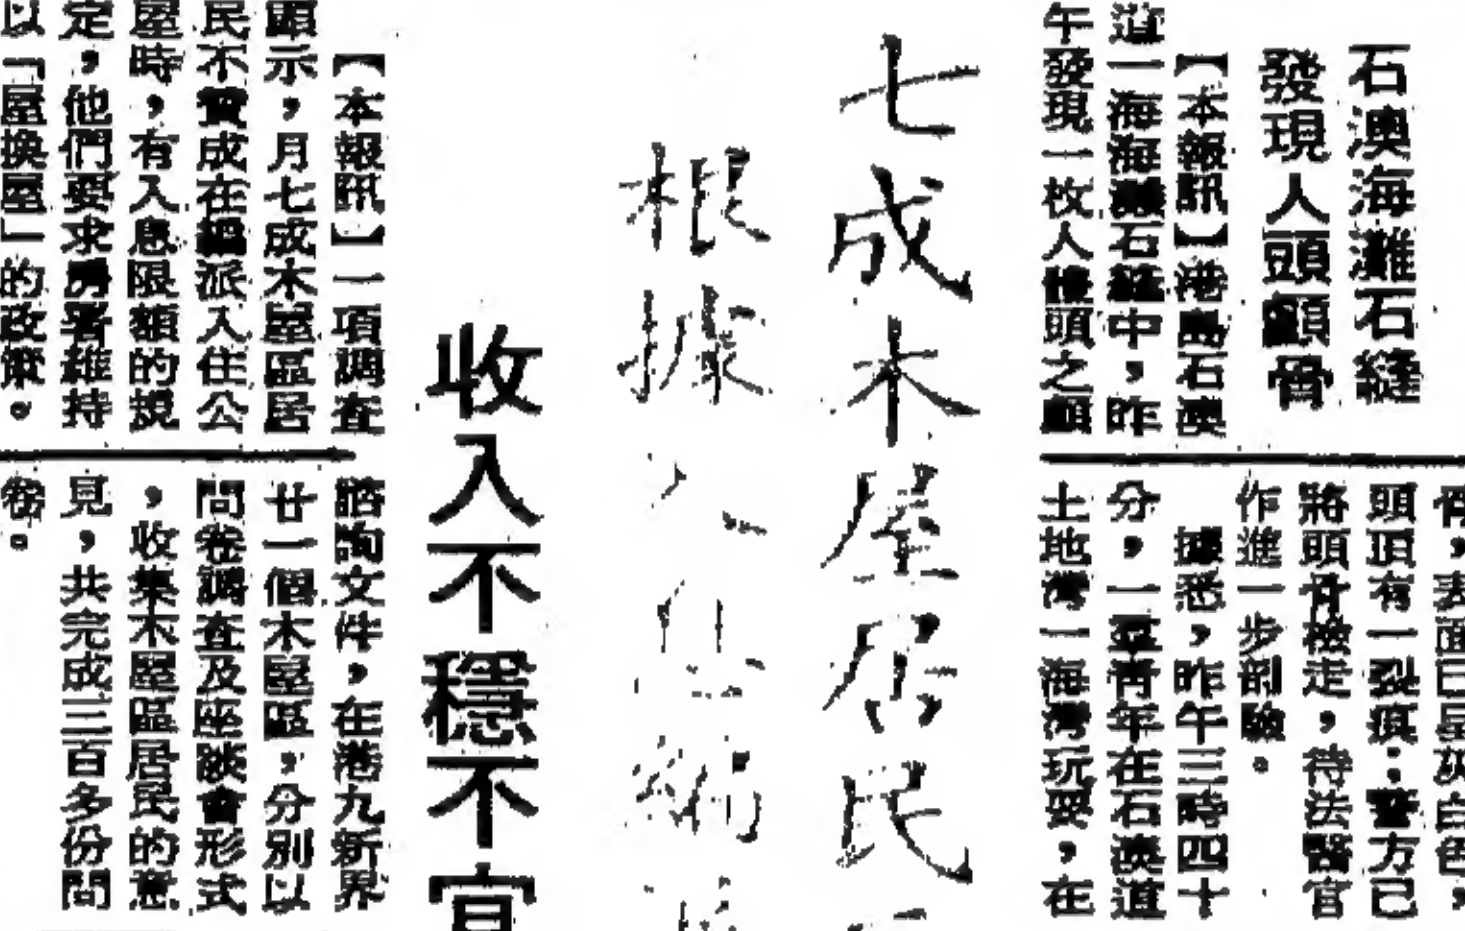 石澳海灘石縫
發現人頭顱骨
【本報訊】港島石澳
道一海海灘石縫中，昨
午發現一枚人體頭之顱
骨，表面已呈灰白色，
頭頂有一裂痕；警方已
將頭骨檢走，待法醫官
作進一步剖驗。
據悉，昨午三時四十
分，一羣青年在石澳道
土地灣一海灣玩耍，在
七成木屋居民
根據入住編
收入不穩不宜
【本報訊】一項調查
顯示，月七成木屋區居
民不贊成在編派入住公
屋時，有入息限額的規
定，他們要求房署維持
以「屋換屋」的政策。
諮詢文件，在港九新界
廿一個木屋區，分別以
問卷調查及座談會形式
，收集木屋區居民的意
見，共完成三百多份問
卷。